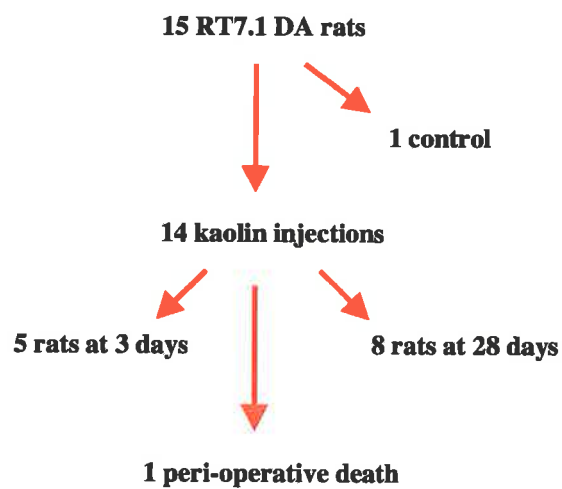 15 RT7.1 DA rats
1 control
14 kaolin injections
5 rats at 3 days
8 rats at 28 days
1 peri-operative death